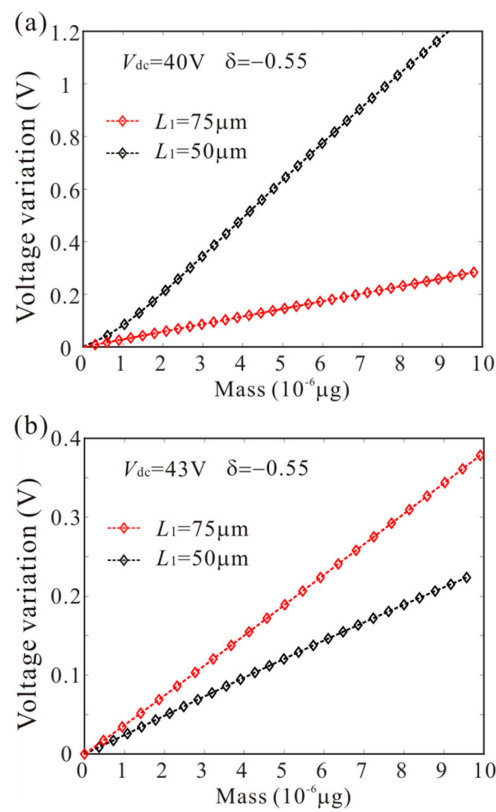 (a)
1.2
V_dc=40V δ=−0.55
1
L₁=75μm
0.8
L₁=50μm
0.6
Voltage variation (V)
0.4
0.2
0
0 1 2 3 4 5 6 7 8 9 10
Mass (10⁻⁶μg)
(b)
0.4
V_dc=43V δ=−0.55
L₁=75μm
0.3
L₁=50μm
Voltage variation (V)
0.2
0.1
0
0 1 2 3 4 5 6 7 8 9 10
Mass (10⁻⁶μg)